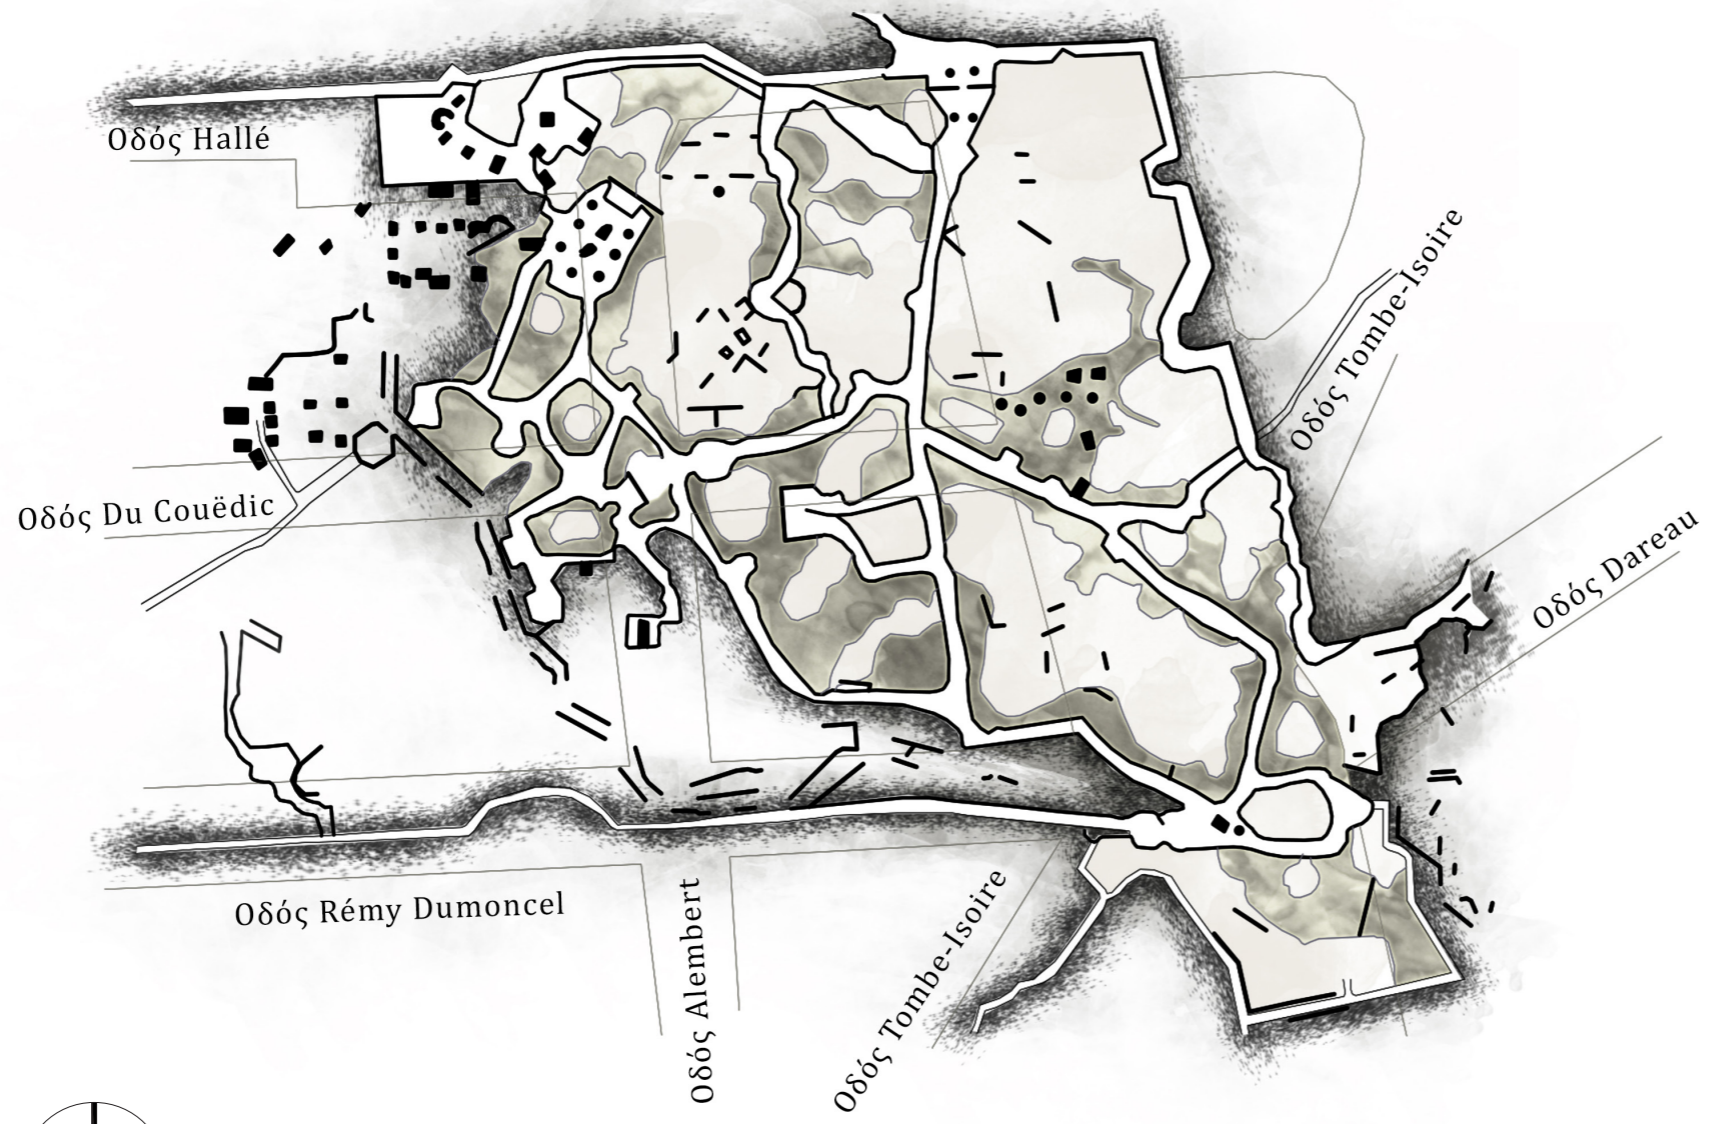 Οδός Hallé
Οδός Tombe-Isoire
Οδός Du Couëdic
Οδός Dareau
Οδός Rémy Dumoncel
Οδός Alembert
Οδός Tombe-Isoire